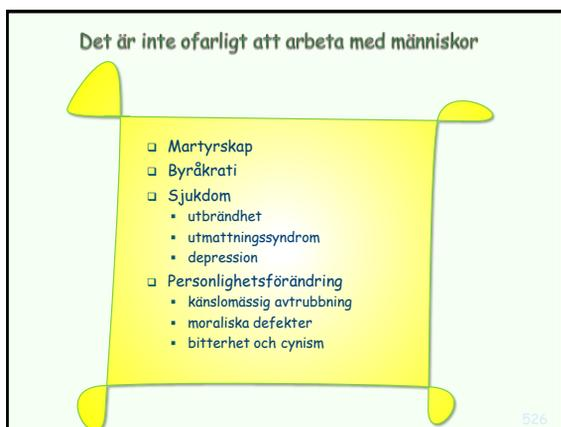 Det är inte ofarligt att arbeta med människor
❑ Martyrskap
❑ Byråkrati
❑ Sjukdom
▪ utbrändhet
▪ utmattningssyndrom
▪ depression
❑ Personlighetsförändring
▪ känslomässig avtrubbning
▪ moraliska defekter
▪ bitterhet och cynism
526